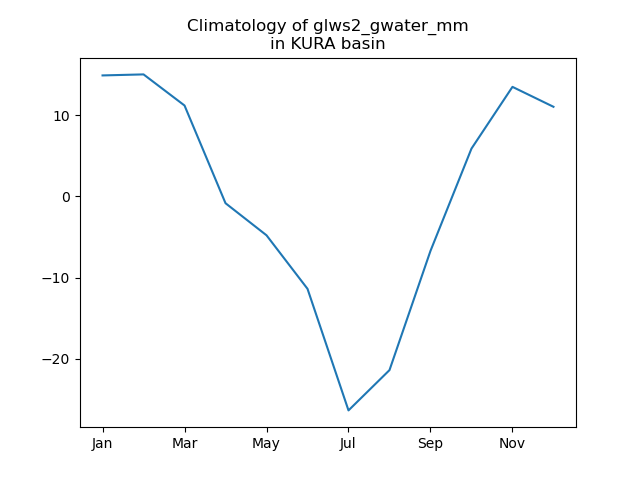 Climatology of glws2_gwater_mm
in KURA basin
10
0
−10
−20
Jan
Mar
May
Jul
Sep
Nov